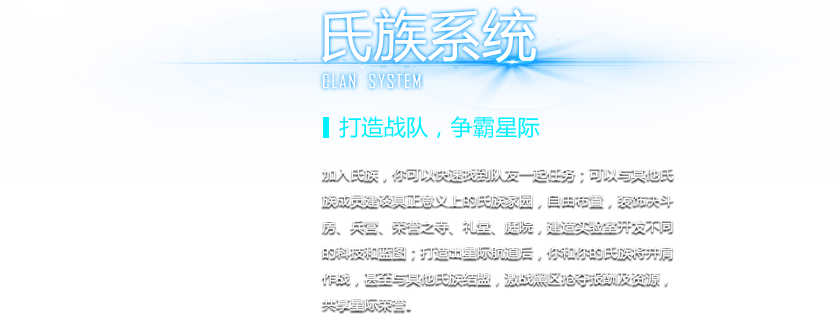 氏族系统
CLAN SYSTEM
打造战队，争霸星际
加入氏族，你可以快速找到队友一起任务；可以与其他氏
族成员建设真正意义上的氏族家园，自由布置，装饰决斗
房、兵营、荣誉之寺、礼堂、庭院，建造实验室开发不同
的科技和蓝图；打造出星际航道后，你和你的氏族将并肩
作战，甚至与其他氏族结盟，激战黑区抢夺报酬及资源，
共享星际荣誉。